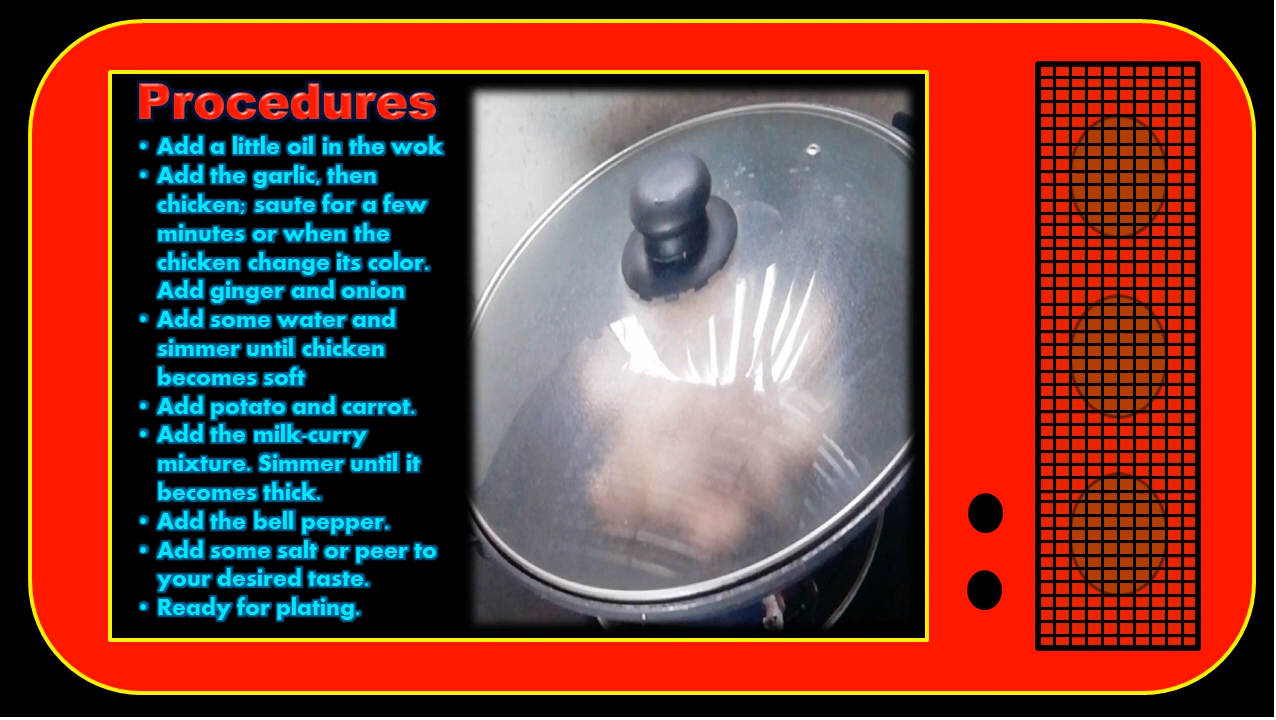 Procedures
• Add a little oil in the wok
• Add the garlic, then
chicken; saute for a few
minutes or when the
chicken change its color.
Add ginger and onion
• Add some water and
simmer until chicken
becomes soft
• Add potato and carrot.
• Add the milk-curry
mixture. Simmer until it
becomes thick.
• Add the bell pepper.
• Add some salt or peer to
your desired taste.
• Ready for plating.